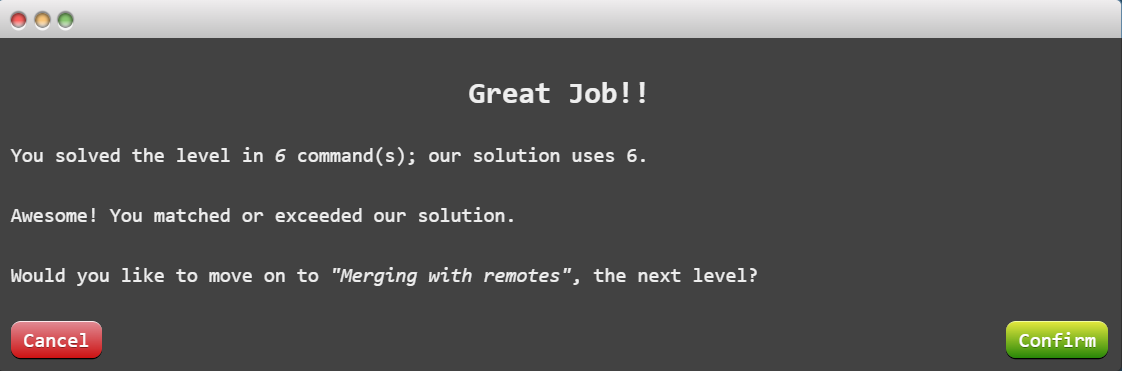 Great Job!!
You solved the level in 6 command(s); our solution uses 6.
Awesome! You matched or exceeded our solution.
Would you like to move on to "Merging with remotes", the next level?
Cancel
Confirm